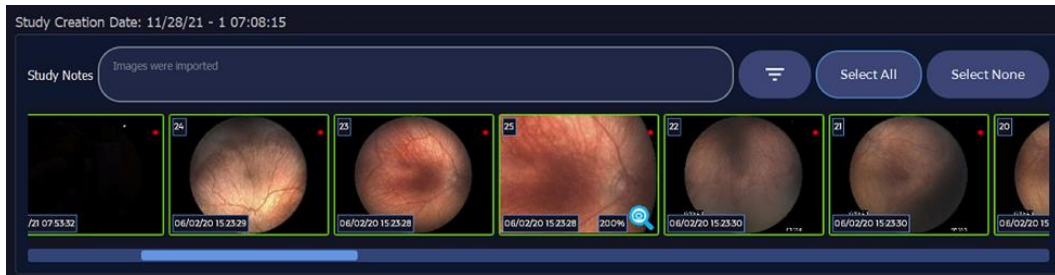 Study Creation Date: 11/28/21 - 1 07:08:15
Study Notes
Images were imported
Select All
Select None
24
23
25
22
21
20
/21 07:53:32
06/02/20 15:23:29
06/02/20 15:23:28
06/02/20 15:23:28
200%
06/02/20 15:23:30
06/02/20 15:23:30
06/02/20 15